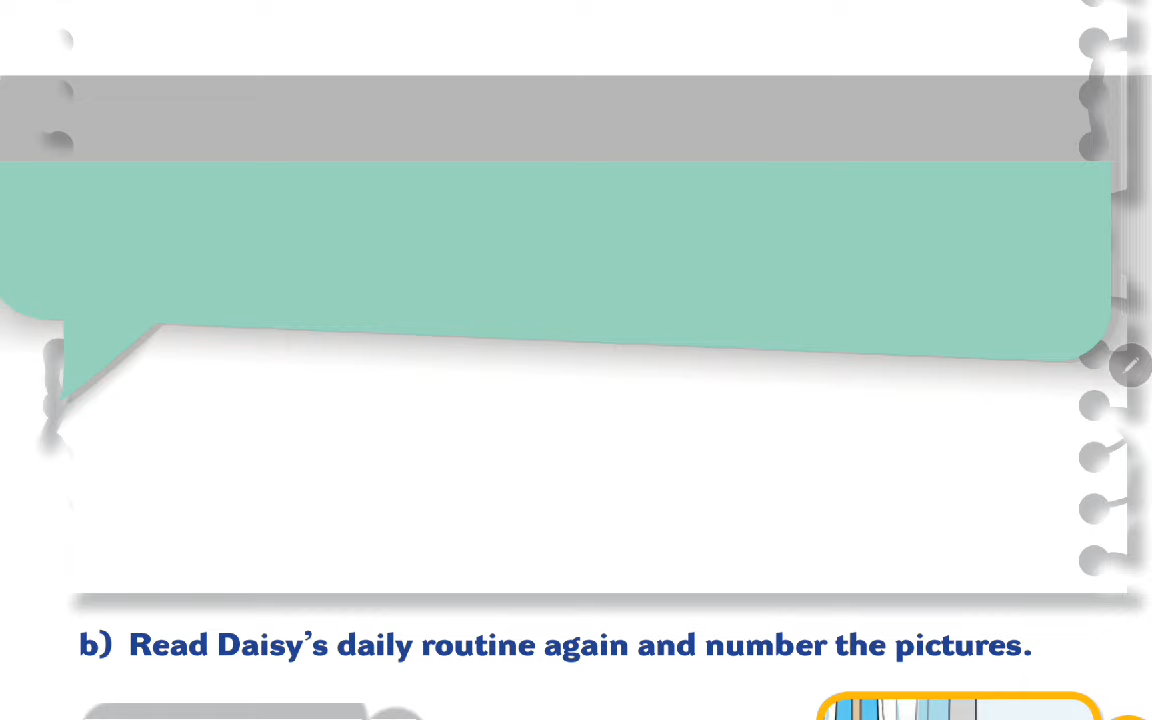 b) Read Daisy’s daily routine again and number the pictures.